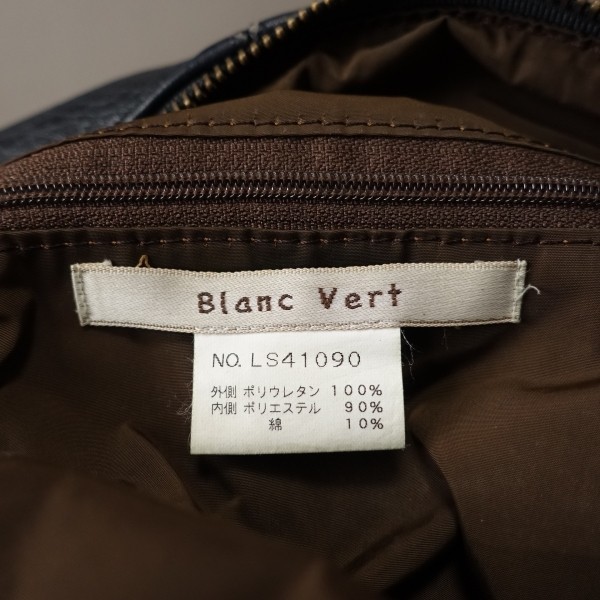 Blanc Vert
NO. LS41090
外側 ポリウレタン 100%
内側 ポリエステル 90%
綿 10%